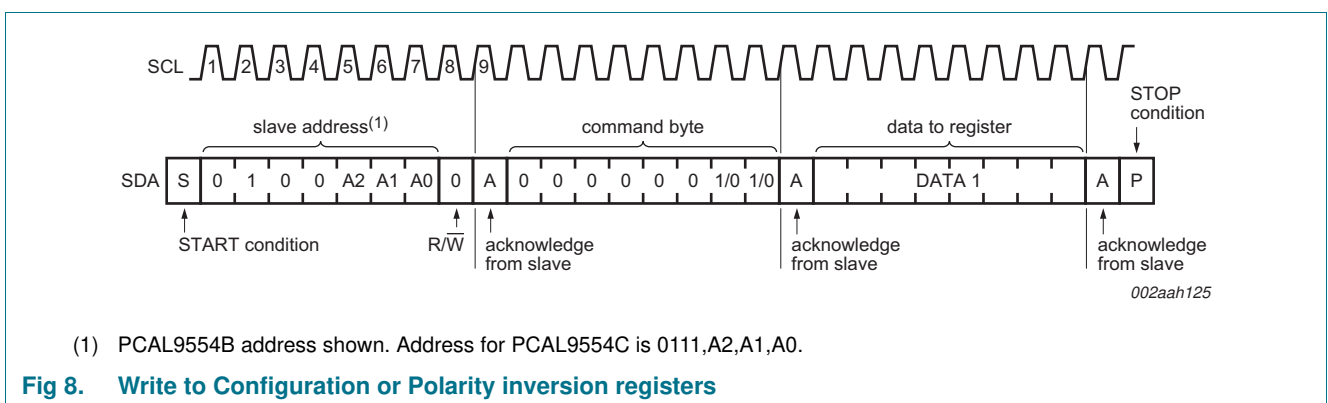 SCL 1 2 3 4 5 6 7 8 9
STOP
condition
slave address(1) command byte data to register
SDA S 0 1 0 0 A2 A1 A0 0 A 0 0 0 0 0 0 1/0 1/0 A DATA 1 A P
START condition R/W̅ acknowledge
from slave
acknowledge
from slave
acknowledge
from slave
002aah125
(1) PCAL9554B address shown. Address for PCAL9554C is 0111,A2,A1,A0.
Fig 8. Write to Configuration or Polarity inversion registers